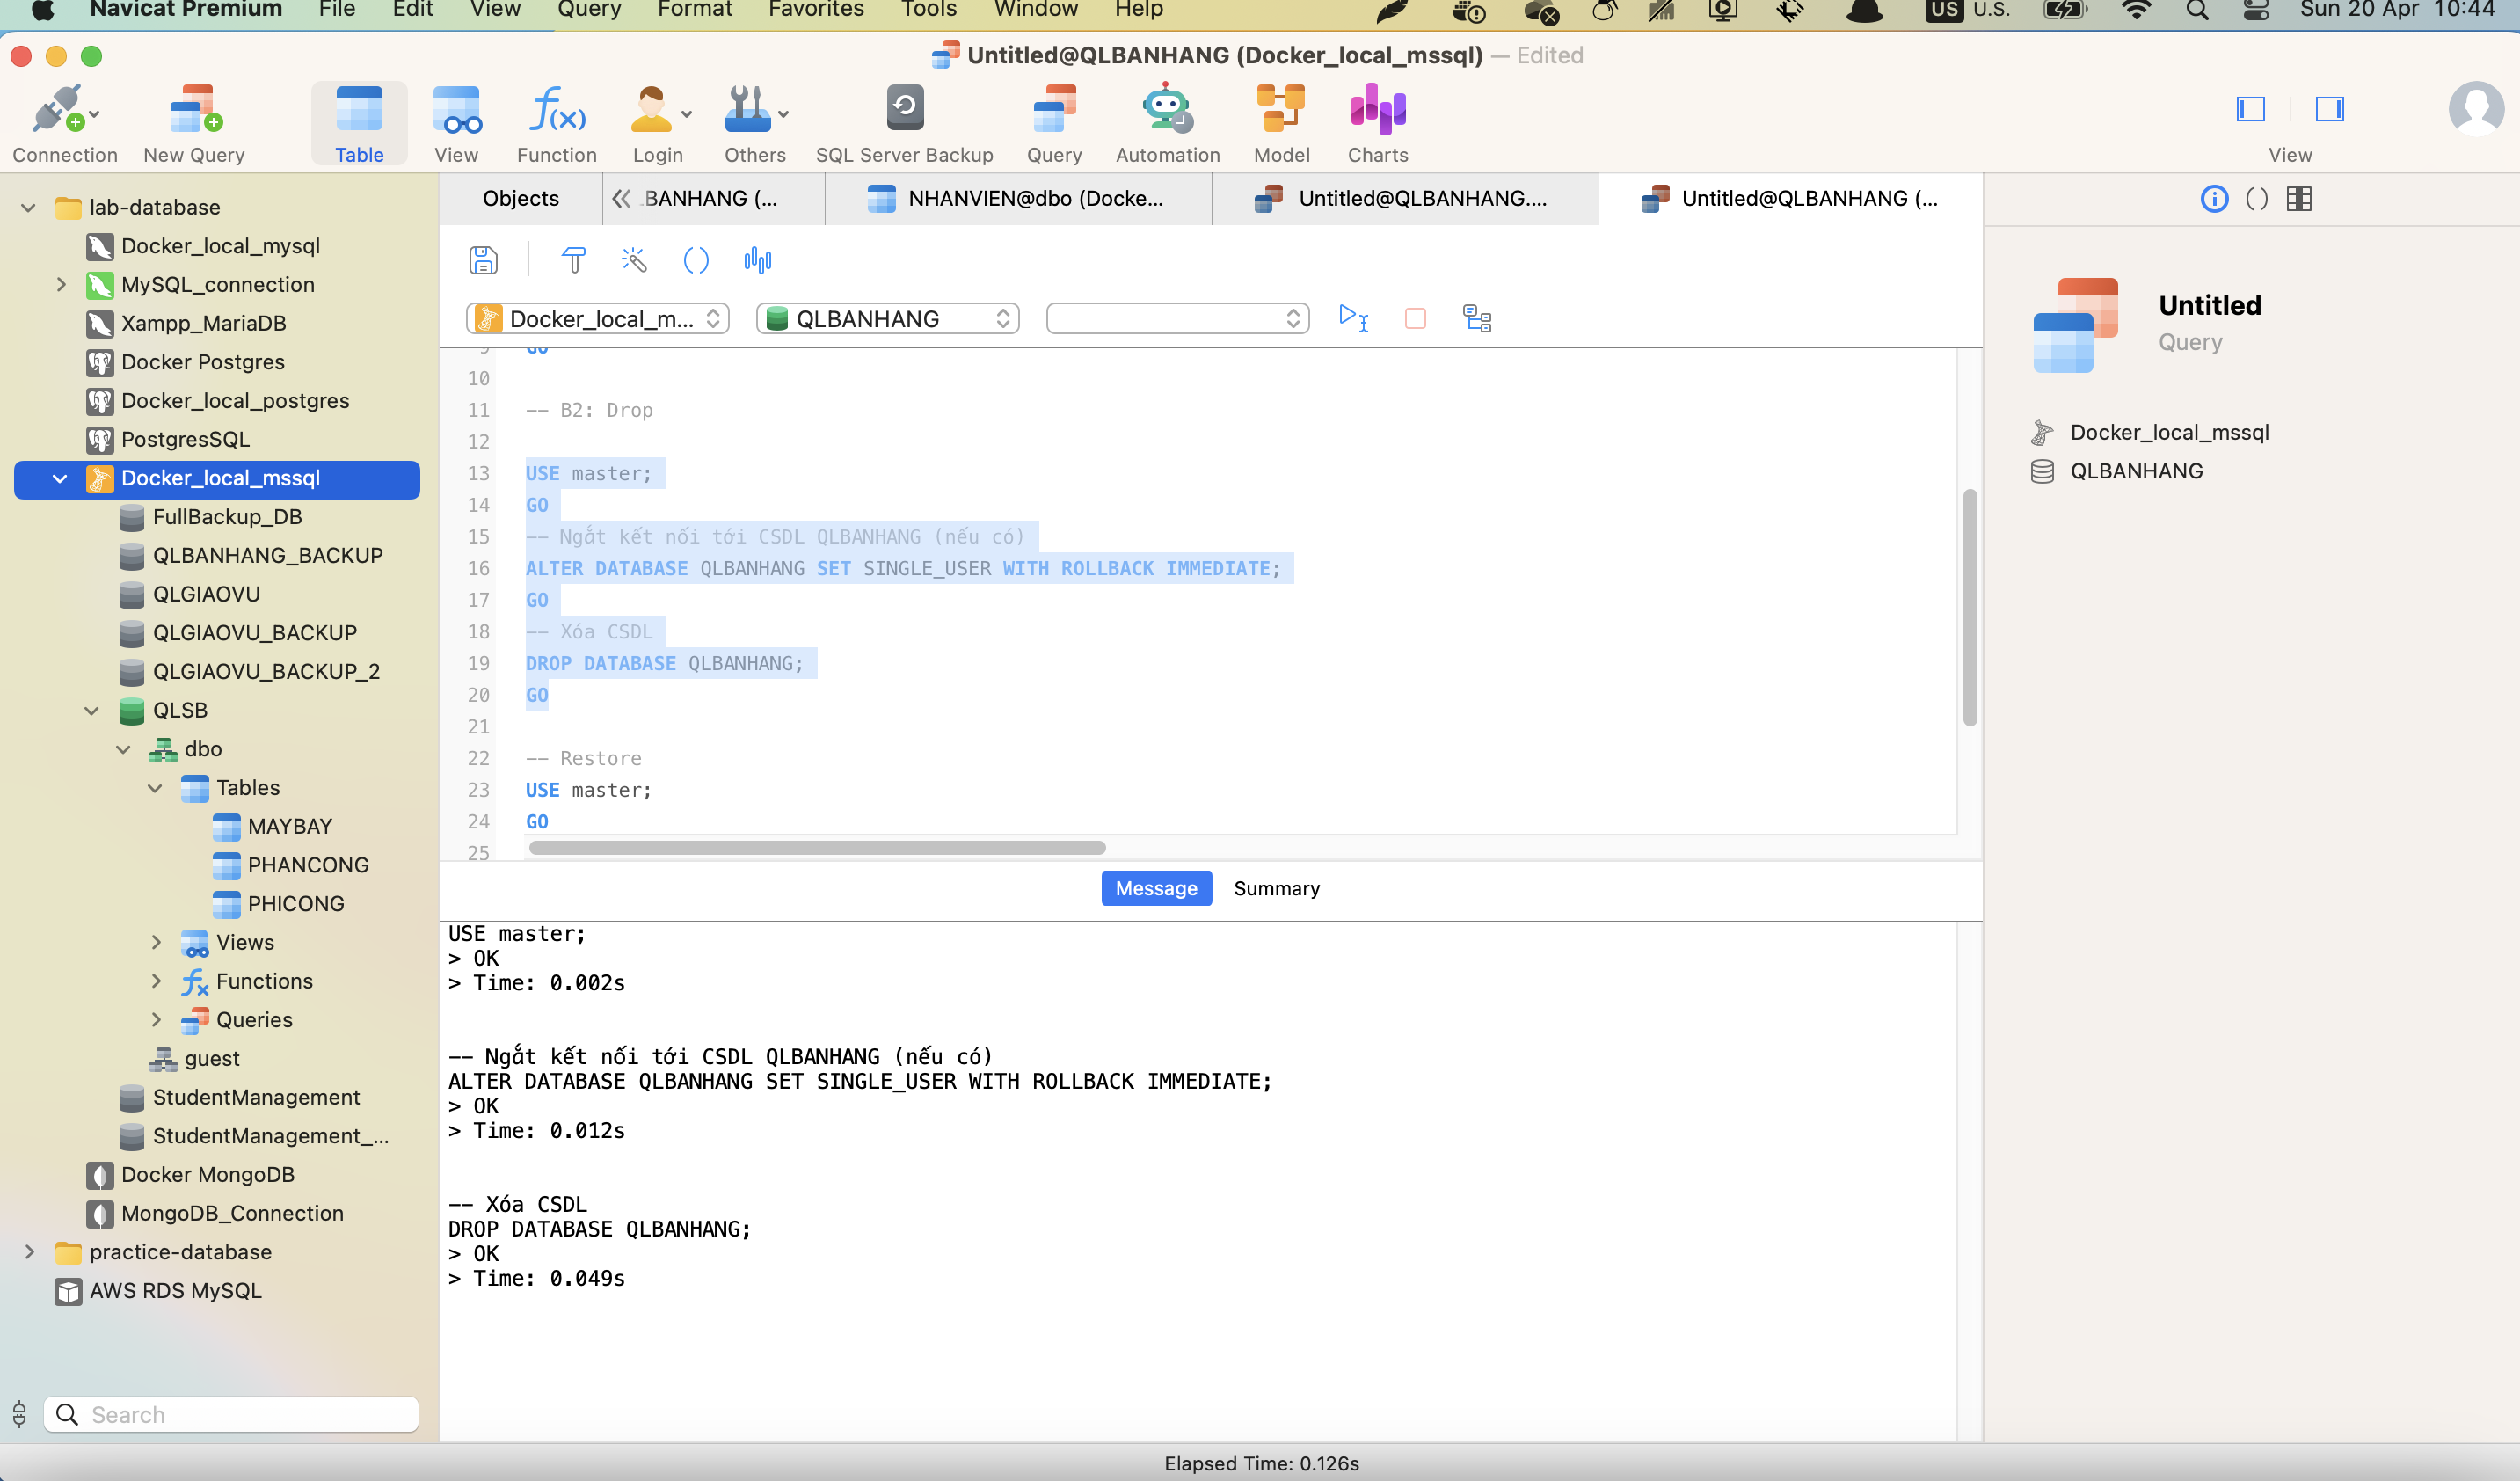 Navicat Premium File Edit View Query Format Favorites Tools Window Help US U.S. Sun 20 Apr 10:44
Untitled@QLBANHANG (Docker_local_mssql) — Edited
Connection New Query Table View Function Login Others SQL Server Backup Query Automation Model Charts View
lab-database
Docker_local_mysql
MySQL_connection
Xampp_MariaDB
Docker Postgres
Docker_local_postgres
PostgresSQL
Docker_local_mssql
FullBackup_DB
QLBANHANG_BACKUP
QLGIAOVU
QLGIAOVU_BACKUP
QLGIAOVU_BACKUP_2
QLSB
dbo
Tables
MAYBAY
PHANCONG
PHICONG
Views
Functions
Queries
guest
StudentManagement
StudentManagement_...
Docker MongoDB
MongoDB_Connection
practice-database
AWS RDS MySQL
Search
Objects BANHANG (... NHANVIEN@dbo (Docke... Untitled@QLBANHANG.... Untitled@QLBANHANG (...
Docker_local_m... QLBANHANG
9 GO
10
11 -- B2: Drop
12
13 USE master;
14 GO
15 -- Ngắt kết nối tới CSDL QLBANHANG (nếu có)
16 ALTER DATABASE QLBANHANG SET SINGLE_USER WITH ROLLBACK IMMEDIATE;
17 GO
18 -- Xóa CSDL
19 DROP DATABASE QLBANHANG;
20 GO
21
22 -- Restore
23 USE master;
24 GO
25
Message Summary
USE master;
> OK
> Time: 0.002s
-- Ngắt kết nối tới CSDL QLBANHANG (nếu có)
ALTER DATABASE QLBANHANG SET SINGLE_USER WITH ROLLBACK IMMEDIATE;
> OK
> Time: 0.012s
-- Xóa CSDL
DROP DATABASE QLBANHANG;
> OK
> Time: 0.049s
Untitled
Query
Docker_local_mssql
QLBANHANG
Elapsed Time: 0.126s